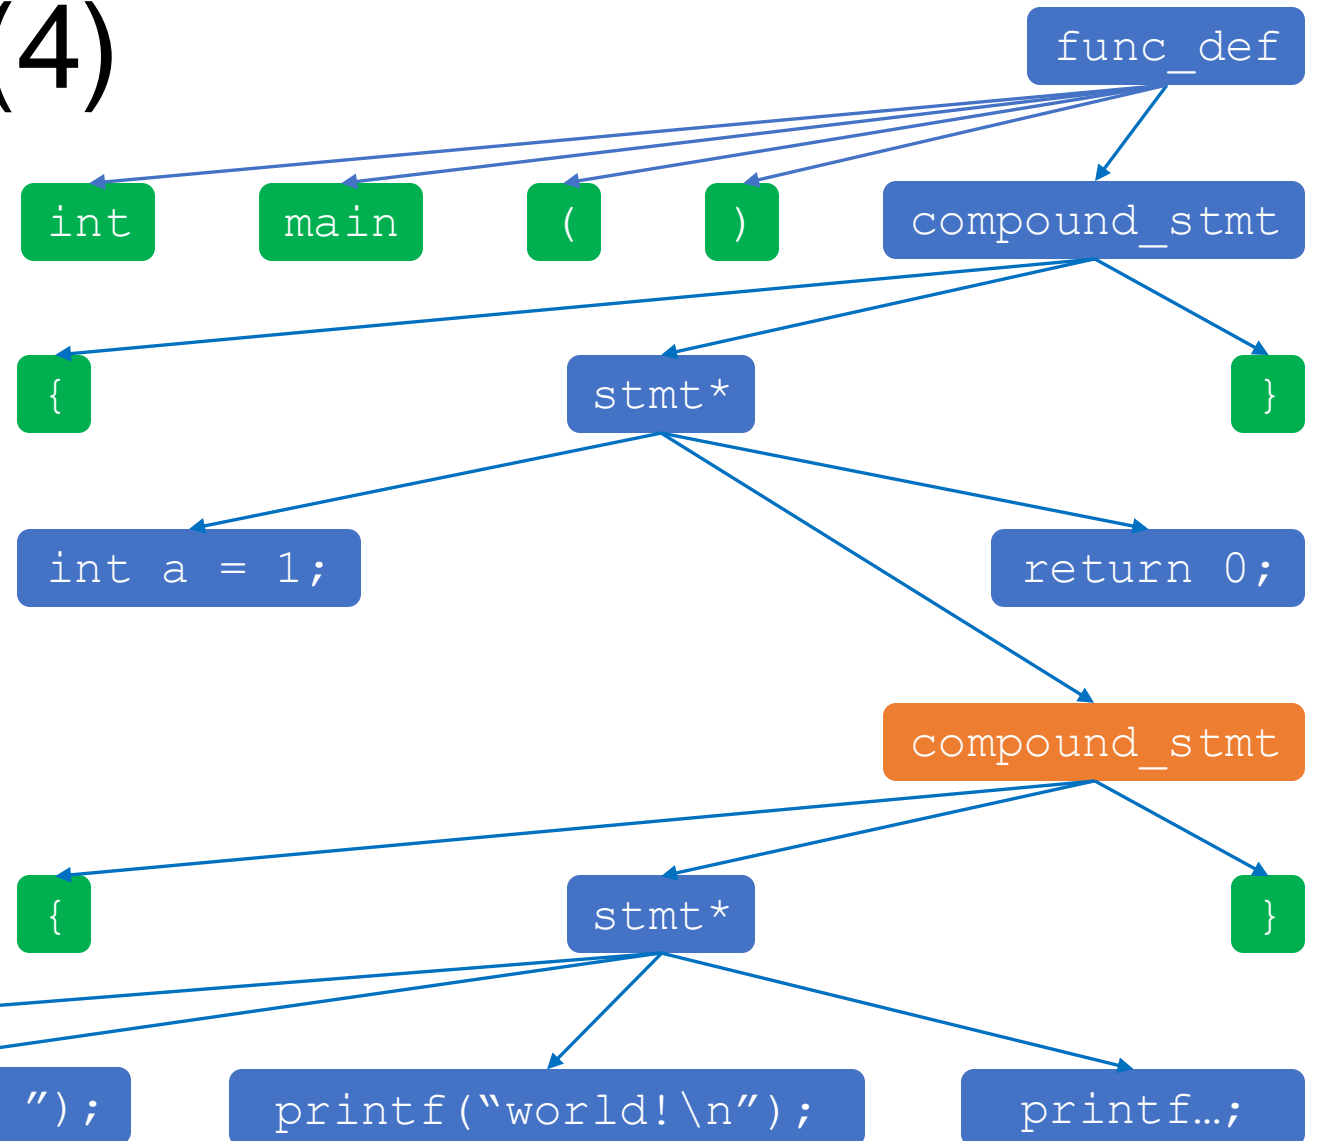 (4)
func_def
int main ( ) compound_stmt
{ stmt* }
int a = 1; return 0;
compound_stmt
{ stmt* }
″); printf(‶world!\n″); printf…;